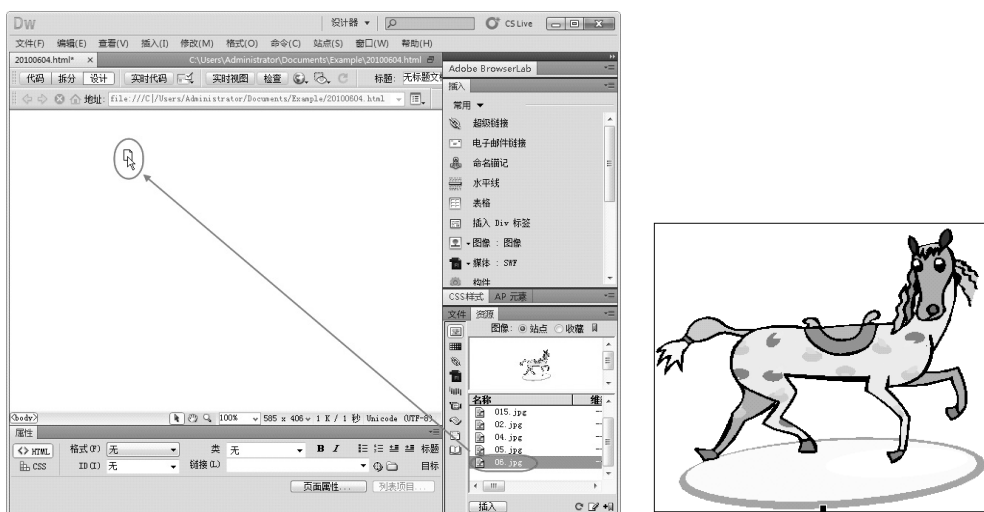 Dw 设计器 CS Live
文件(F) 编辑(E) 查看(V) 插入(I) 修改(M) 格式(O) 命令(C) 站点(S) 窗口(W) 帮助(H)
20100604.html* × C:\Users\Administrator\Documents\Example\20100604.html
代码 拆分 设计 实时代码 实时视图 检查 标题: 无标题文
地址: file:///C|/Users/Administrator/Documents/Example/20100604.html
Adobe BrowserLab
插入
常用
超级链接
电子邮件链接
命名锚记
水平线
表格
插入 Div 标签
图像 : 图像
媒体 : SWF
构件
CSS样式 AP 元素
文件 资源
图像: 站点 收藏
名称 维
015.jpg
02.jpg
04.jpg
05.jpg
06.jpg
插入
<body> 100% 585 x 406 1 K / 1 秒 Unicode (UTF-8)
属性
<> HTML 格式(F) 无 类 无 B I 标题
CSS ID(I) 无 链接(L) 目标
页面属性... 列表项目...